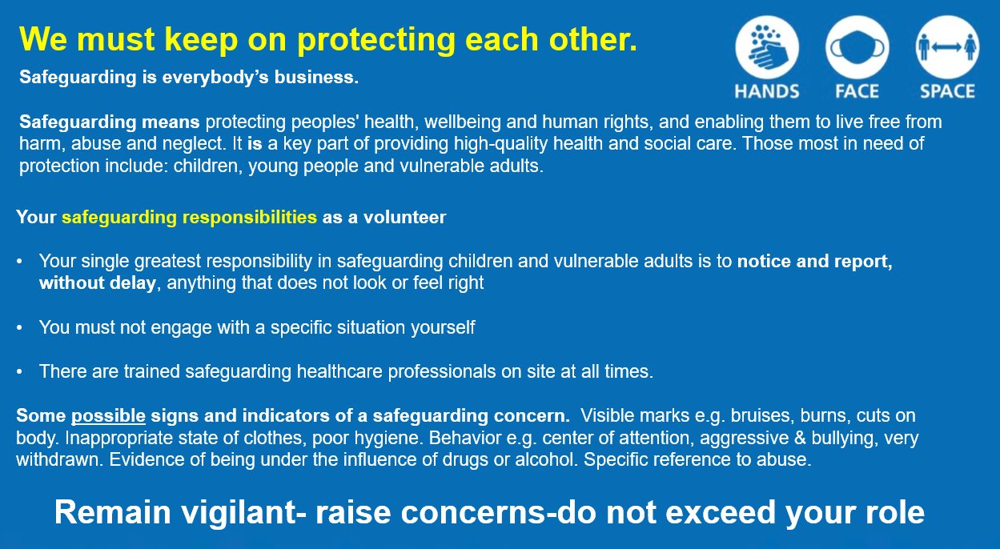 We must keep on protecting each other.
HANDS FACE SPACE
Safeguarding is everybody’s business.
Safeguarding means protecting peoples' health, wellbeing and human rights, and enabling them to live free from
harm, abuse and neglect. It is a key part of providing high-quality health and social care. Those most in need of
protection include: children, young people and vulnerable adults.
Your safeguarding responsibilities as a volunteer
• Your single greatest responsibility in safeguarding children and vulnerable adults is to notice and report,
without delay, anything that does not look or feel right
• You must not engage with a specific situation yourself
• There are trained safeguarding healthcare professionals on site at all times.
Some possible signs and indicators of a safeguarding concern.  Visible marks e.g. bruises, burns, cuts on
body. Inappropriate state of clothes, poor hygiene. Behavior e.g. center of attention, aggressive & bullying, very
withdrawn. Evidence of being under the influence of drugs or alcohol. Specific reference to abuse.
Remain vigilant- raise concerns-do not exceed your role